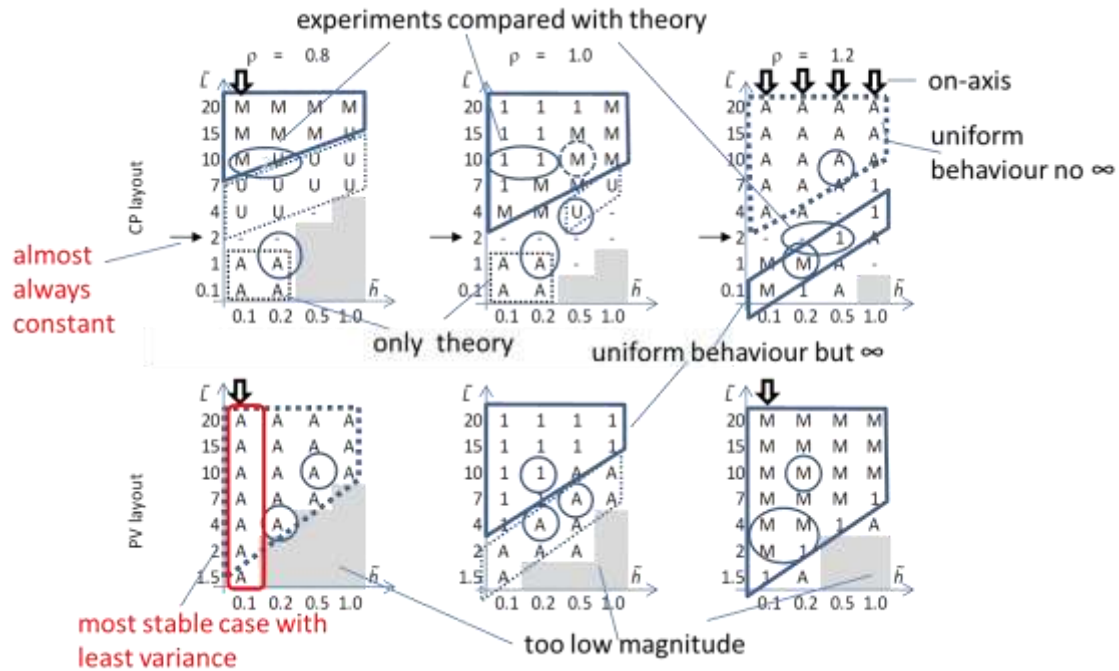 experiments compared with theory
ρ = 0.8
ρ = 1.0
ρ = 1.2
on-axis
L̄
20 M M M M
15 M M M U
10 M U U U
7 U U U U
4 U U -
2 - -
1 A A
0.1 A A
0.1 0.2 0.5 1.0
h̄
L̄
20 1 1 1 M
15 1 1 M M
10 1 1 M M
7 1 M M U
4 M M U -
2 - - - -
1 A A -
0.1 A A
0.1 0.2 0.5 1.0
h̄
L̄
20 A A A A
15 A A A A
10 A A A A
7 A A A 1
4 A A - 1
2 - - 1 A
1 M M A -
0.1 M 1 A
0.1 0.2 0.5 1.0
h̄
uniform
behaviour no ∞
CP layout
almost
always
constant
only theory
uniform behaviour but ∞
L̄
20 A A A A
15 A A A A
10 A A A A
7 A A A
4 A A
2 A
1.5 A
0.1 0.2 0.5 1.0
h̄
L̄
20 1 1 1 1
15 1 1 1 1
10 1 1 A A
7 1 1 A A
4 1 A A
2 A A A
1.5 A
0.1 0.2 0.5 1.0
h̄
L̄
20 M M M M
15 M M M M
10 M M M M
7 M M M 1
4 M M 1 A
2 M 1
1.5 1 A
0.1 0.2 0.5 1.0
h̄
PV layout
most stable case with
least variance
too low magnitude